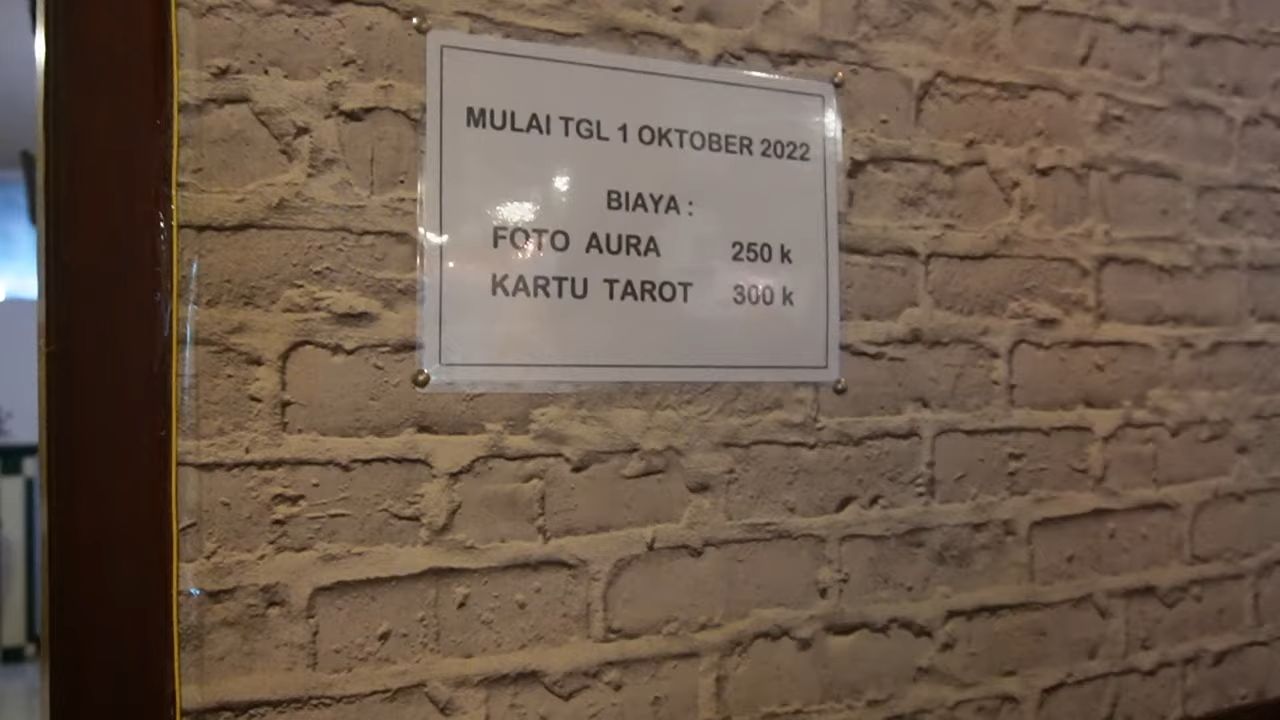 MULAI TGL 1 OKTOBER 2022
BIAYA :
FOTO AURA 250 k
KARTU TAROT 300 k